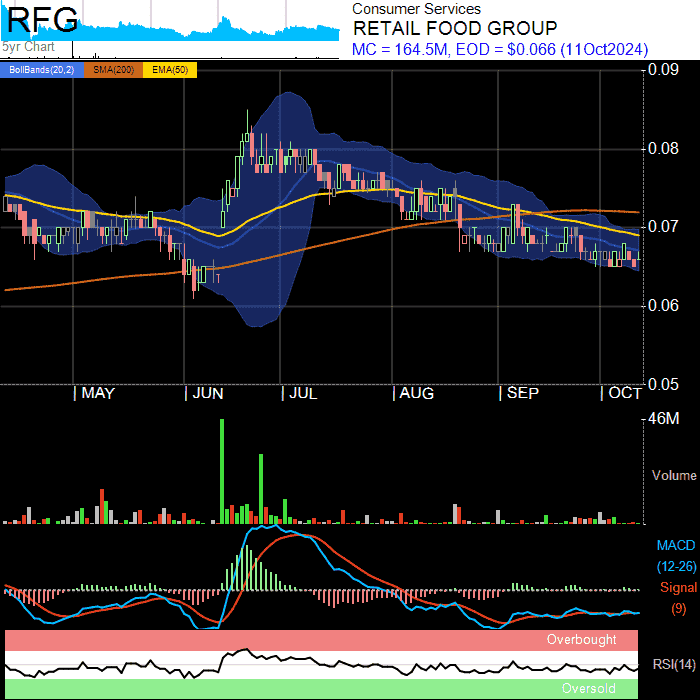 RFG
5yr Chart
Consumer Services
RETAIL FOOD GROUP
MC = 164.5M, EOD = $0.066 (11Oct2024)
BollBands(20,2) SMA(200) EMA(50)
0.09
0.08
0.07
0.06
0.05
MAY JUN JUL AUG SEP OCT
46M
Volume
MACD
(12-26)
Signal
(9)
Overbought
RSI(14)
Oversold